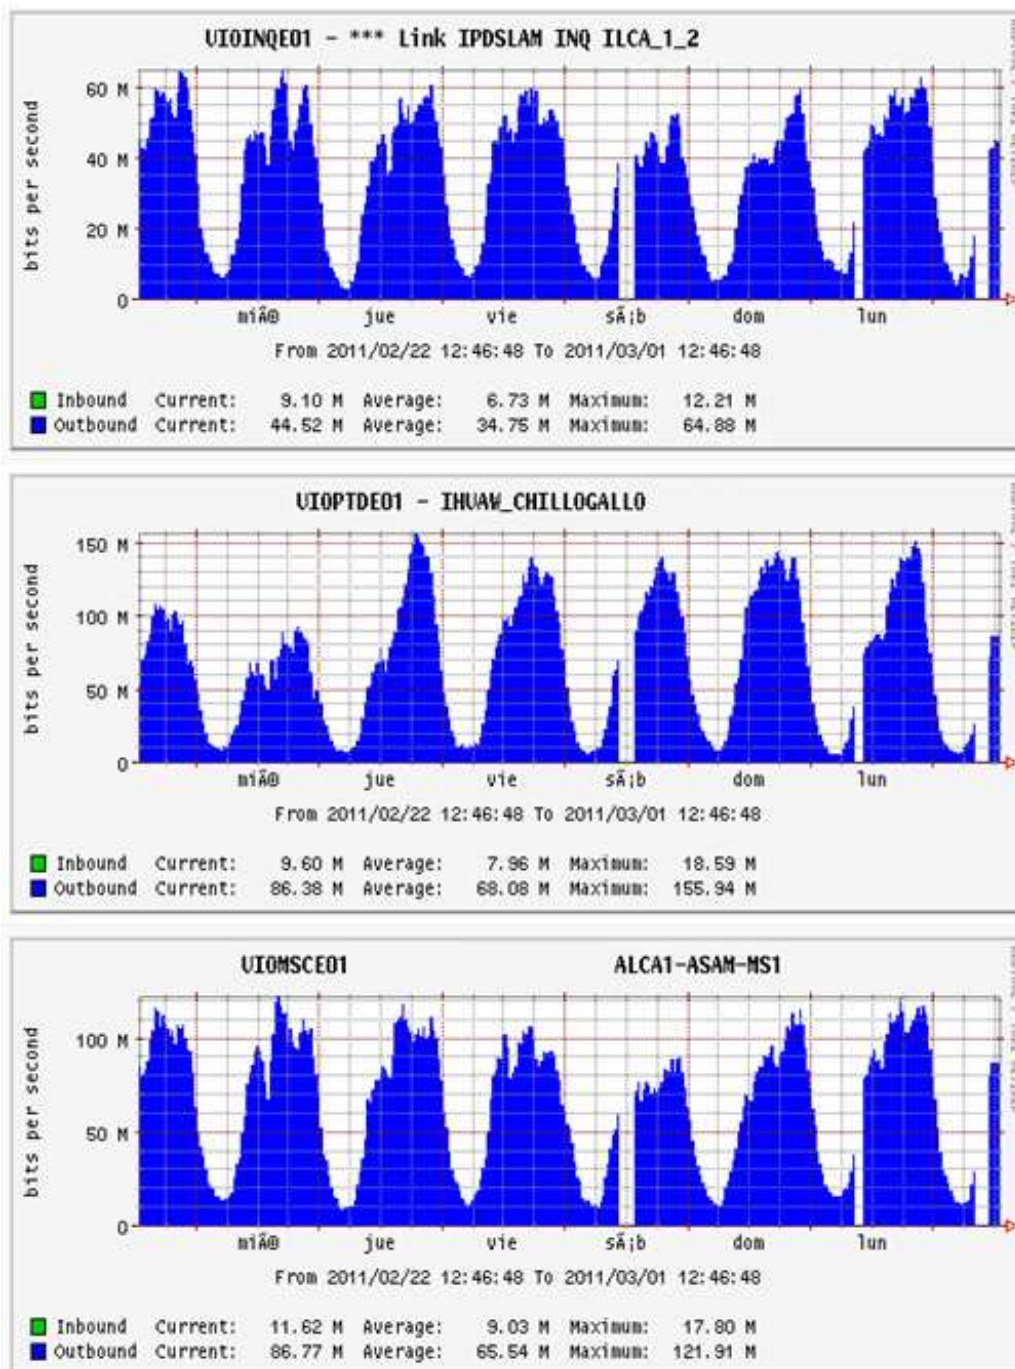 UIOINQE01 - *** Link IPDSLAM INQ ILCA_1_2
bits per second
60 M
40 M
20 M
0
miÃ® jue vie sÃ¡b dom lun
From 2011/02/22 12:46:48 To 2011/03/01 12:46:48
Inbound Current: 9.10 M Average: 6.73 M Maximum: 12.21 M
Outbound Current: 44.52 M Average: 34.75 M Maximum: 64.88 M
UIOPTDE01 - IHUAW_CHILLOGALLO
bits per second
150 M
100 M
50 M
0
miÃ® jue vie sÃ¡b dom lun
From 2011/02/22 12:46:48 To 2011/03/01 12:46:48
Inbound Current: 9.60 M Average: 7.96 M Maximum: 18.59 M
Outbound Current: 86.38 M Average: 68.08 M Maximum: 155.94 M
UIOMSCE01 ALCA1-ASAM-MS1
bits per second
100 M
50 M
0
miÃ® jue vie sÃ¡b dom lun
From 2011/02/22 12:46:48 To 2011/03/01 12:46:48
Inbound Current: 11.62 M Average: 9.03 M Maximum: 17.80 M
Outbound Current: 86.77 M Average: 65.54 M Maximum: 121.91 M